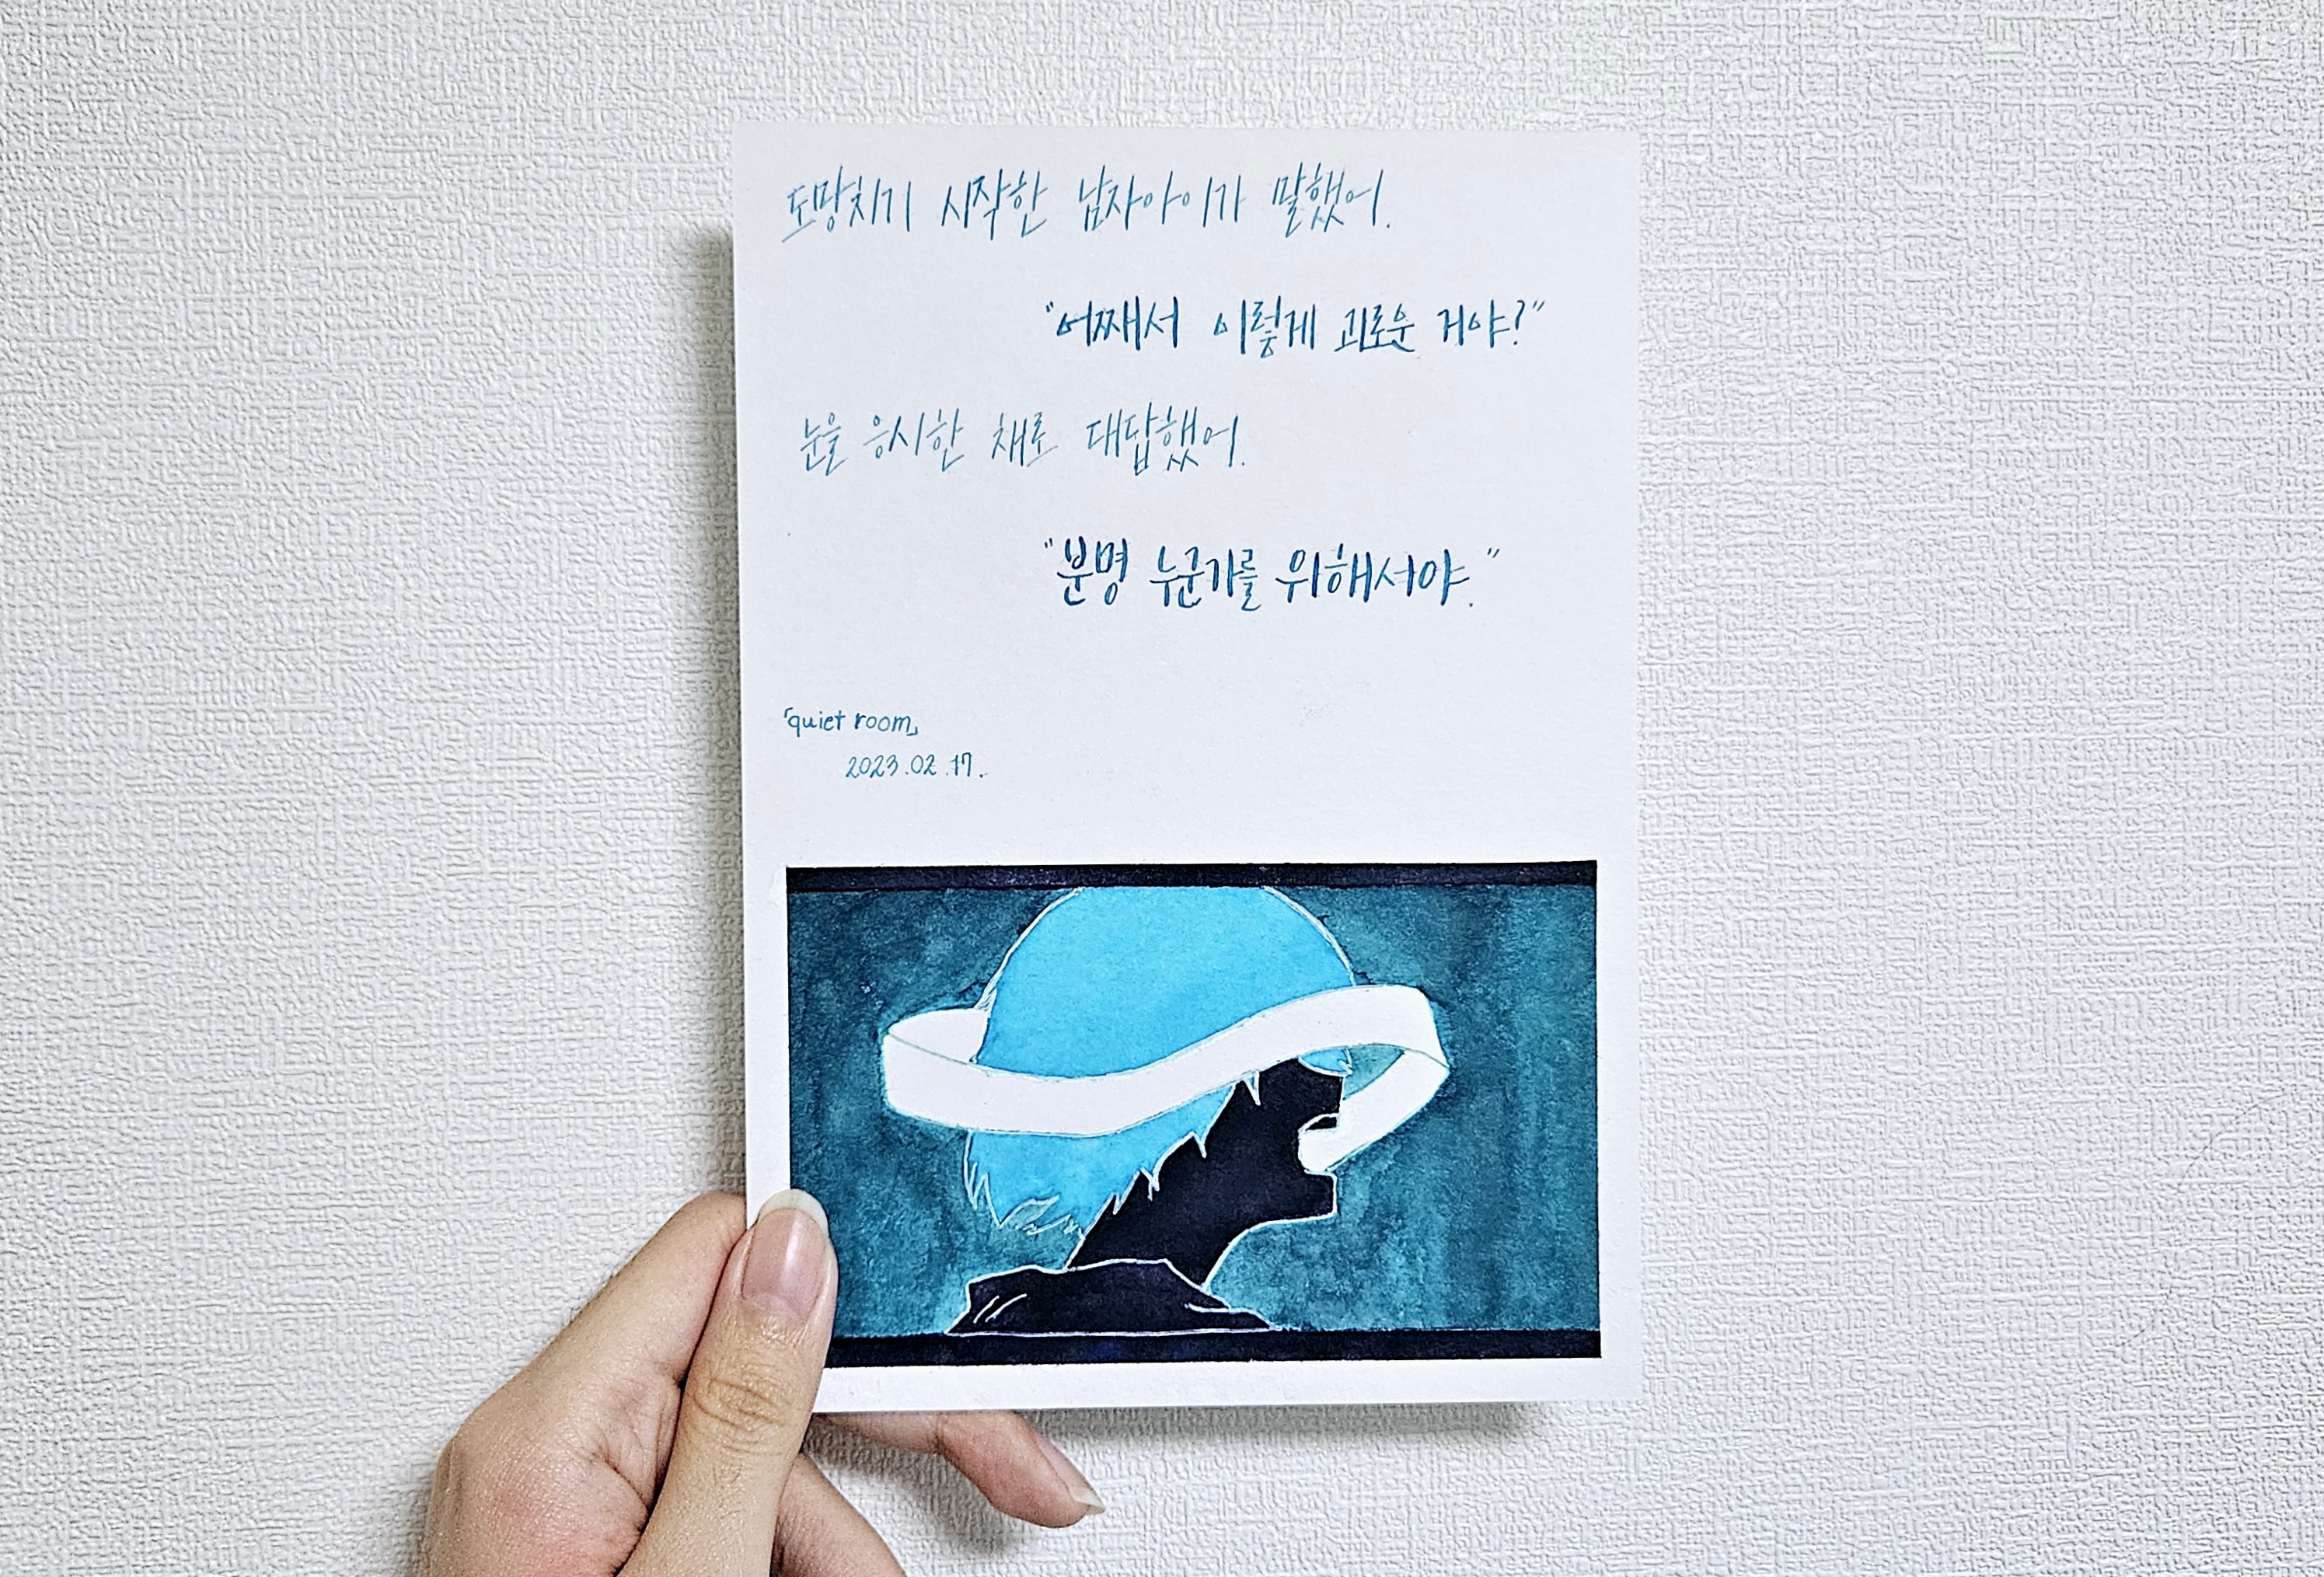 도망치기 시작한 남자아이가 말했어.
"어째서 이렇게 괴로운 거야?"
눈을 응시한 채로 대답했어.
"분명 누군가를 위해서야."
「quiet room」
2023.02.17.